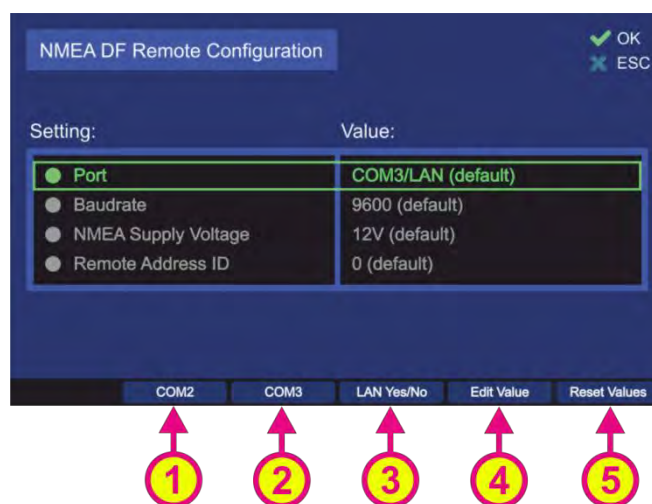 NMEA DF Remote Configuration
OK
ESC
Setting: Value:
Port COM3/LAN (default)
Baudrate 9600 (default)
NMEA Supply Voltage 12V (default)
Remote Address ID 0 (default)
COM2 COM3 LAN Yes/No Edit Value Reset Values
1 2 3 4 5